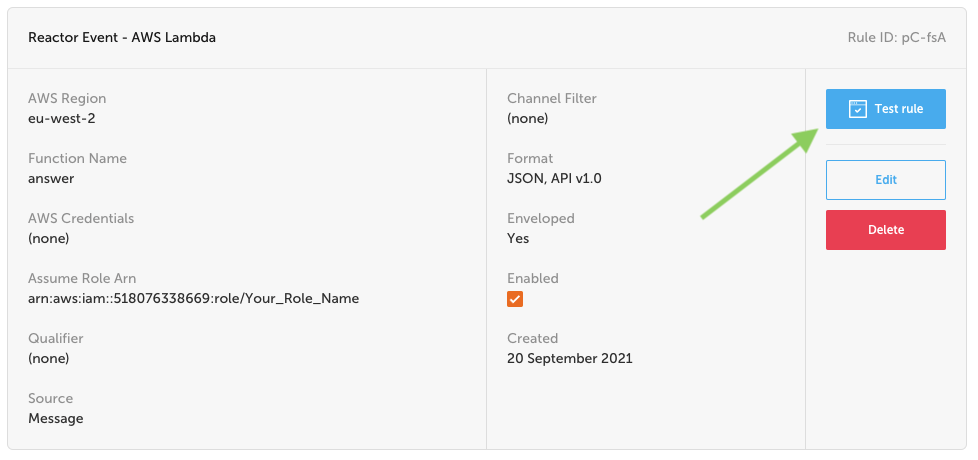 Reactor Event - AWS Lambda
Rule ID: pC-fsA
AWS Region
eu-west-2
Function Name
answer
AWS Credentials
(none)
Assume Role Arn
arn:aws:iam::518076338669:role/Your_Role_Name
Qualifier
(none)
Source
Message
Channel Filter
(none)
Format
JSON, API v1.0
Enveloped
Yes
Enabled
Created
20 September 2021
Test rule
Edit
Delete